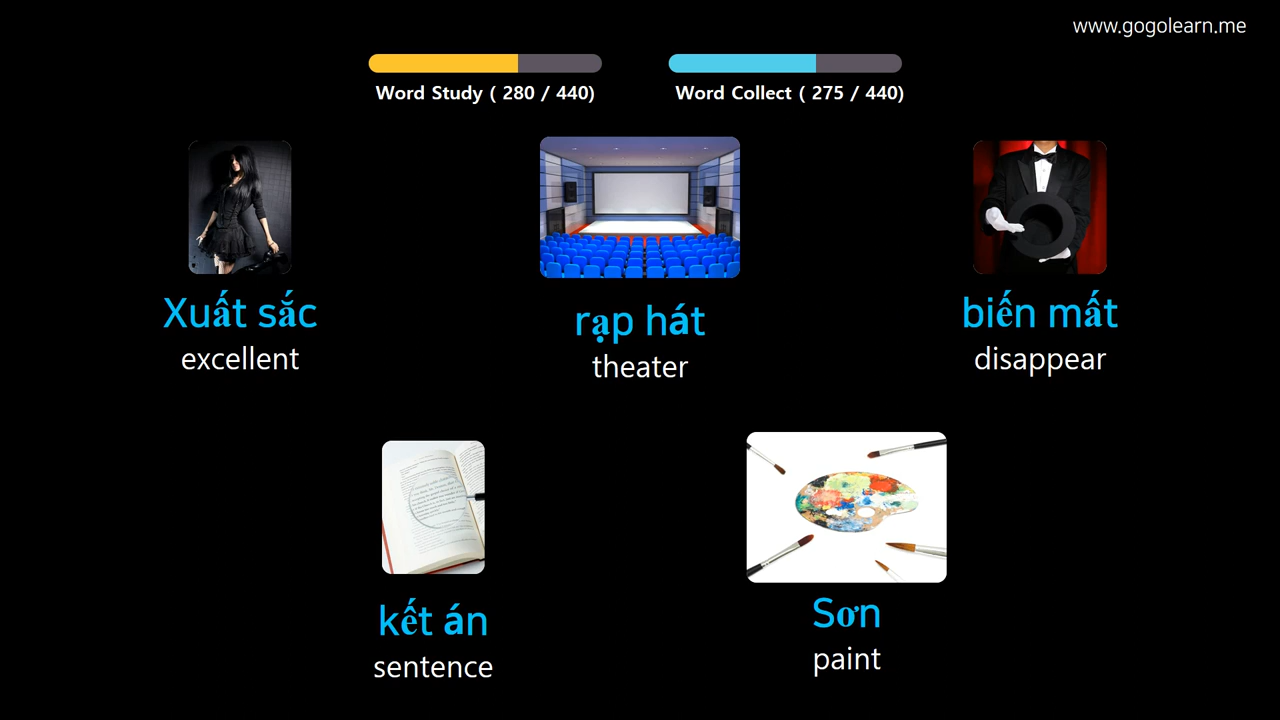 www.gogolearn.me
Word Study ( 280 / 440)
Word Collect ( 275 / 440)
Xuất sắc
excellent
rạp hát
theater
biến mất
disappear
kết án
sentence
Sơn
paint